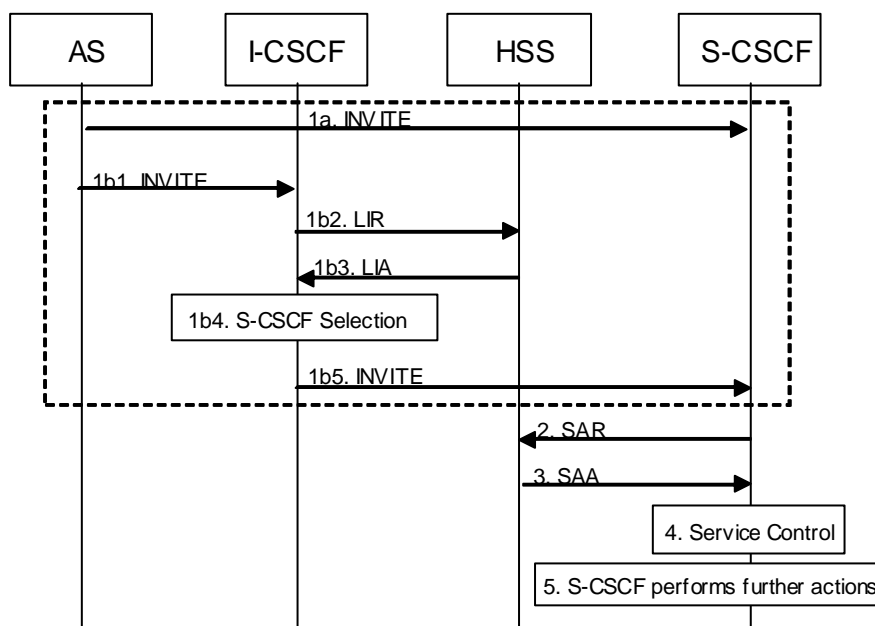 AS
I-CSCF
HSS
S-CSCF
1a. INVITE
1b1. INVITE
1b2. LIR
1b3. LIA
1b4. S-CSCF Selection
1b5. INVITE
2. SAR
3. SAA
4. Service Control
5. S-CSCF performs further actions